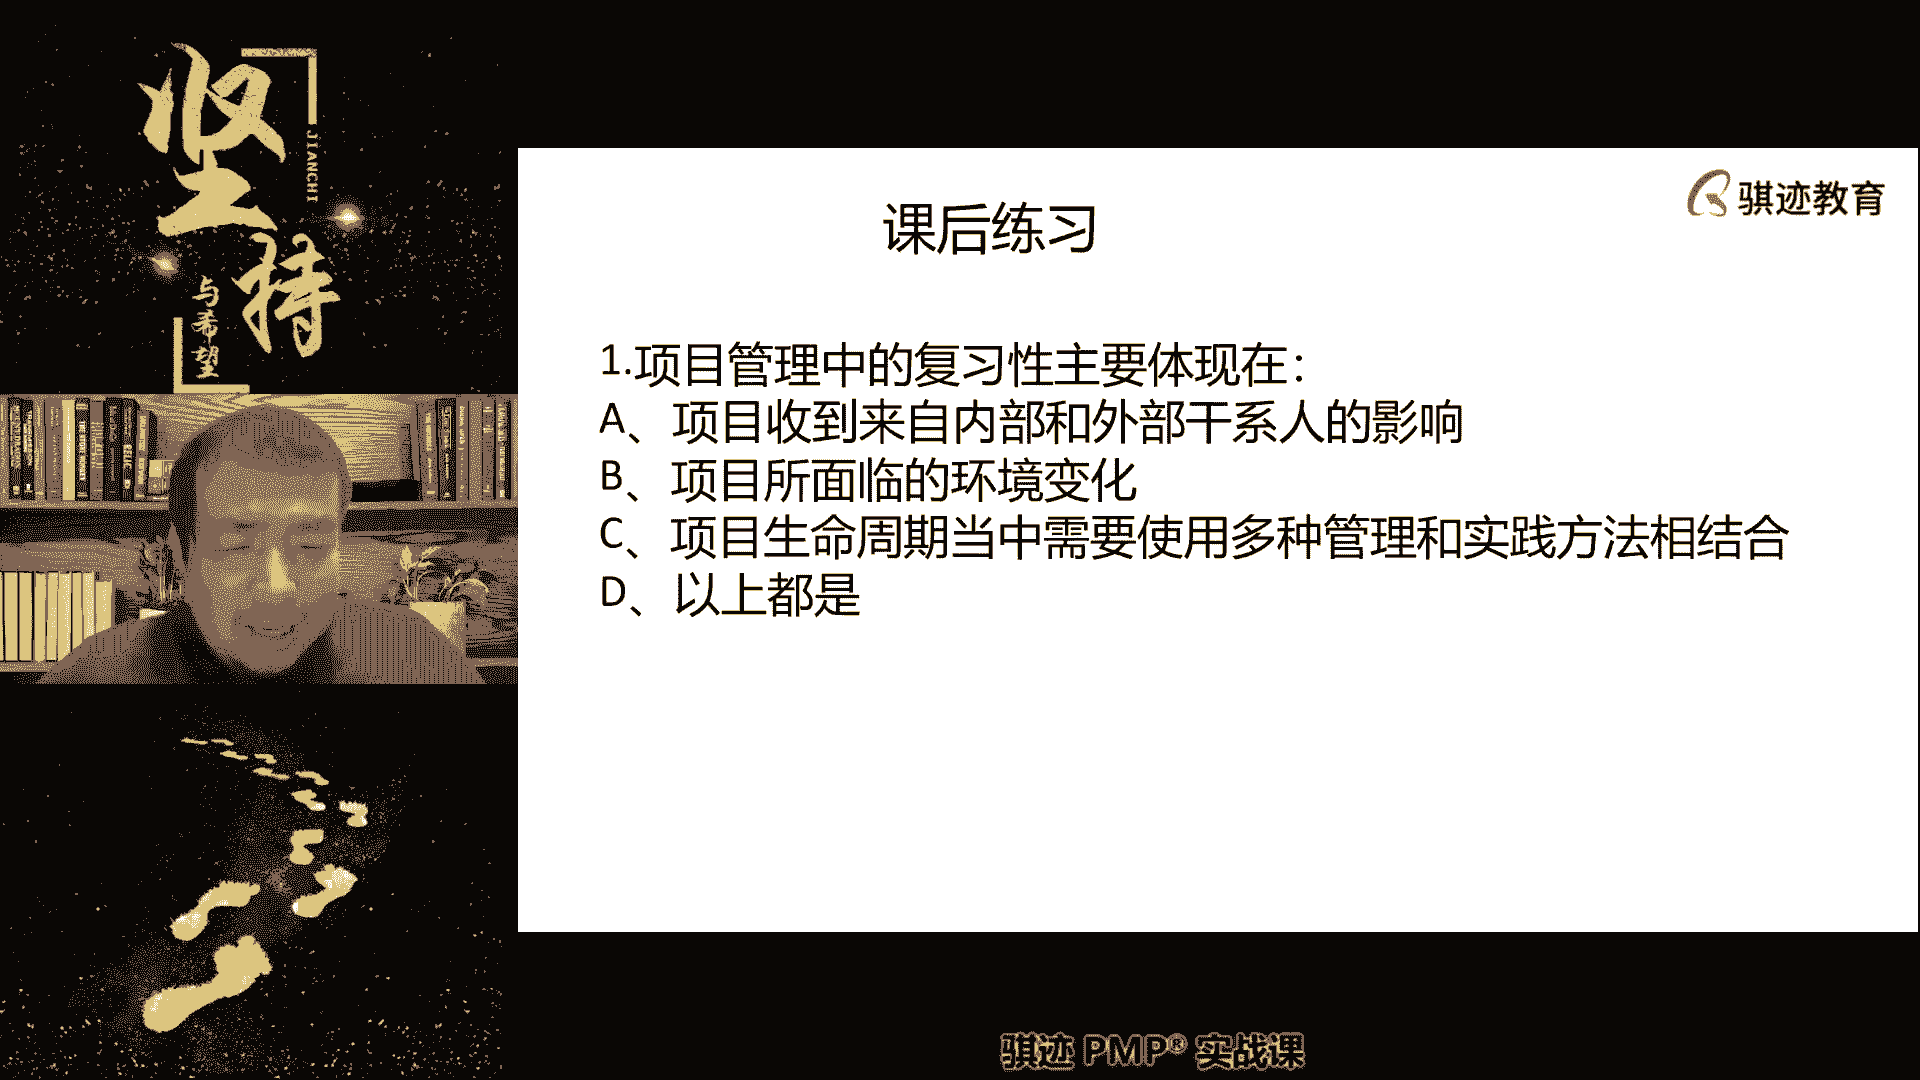 坚持
JIANCHI
与希望
骐迹教育
课后练习
1.项目管理中的复习性主要体现在：
A、项目收到来自内部和外部干系人的影响
B、项目所面临的环境变化
C、项目生命周期当中需要使用多种管理和实践方法相结合
D、以上都是
骐迹 PMP® 实战课